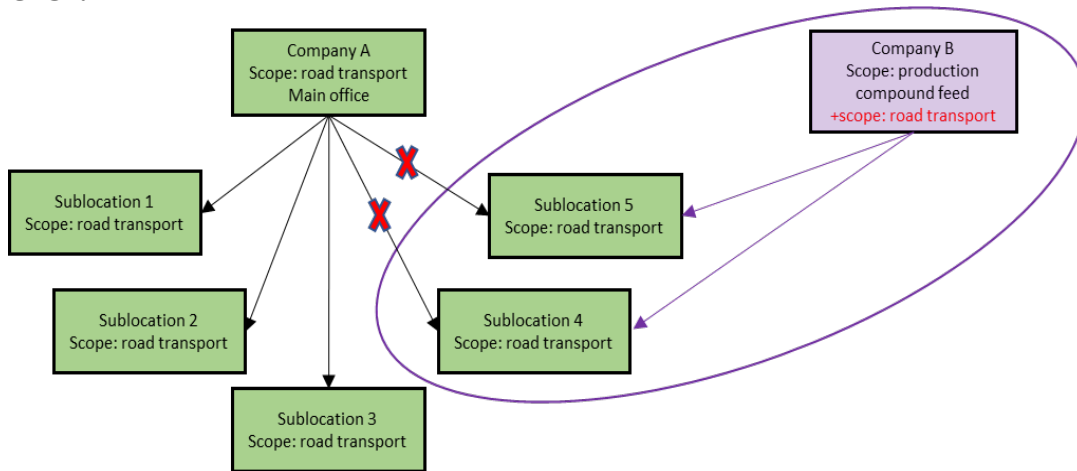 Company A
Scope: road transport
Main office
Company B
Scope: production
compound feed
+scope: road transport
Sublocation 1
Scope: road transport
Sublocation 5
Scope: road transport
Sublocation 2
Scope: road transport
Sublocation 4
Scope: road transport
Sublocation 3
Scope: road transport